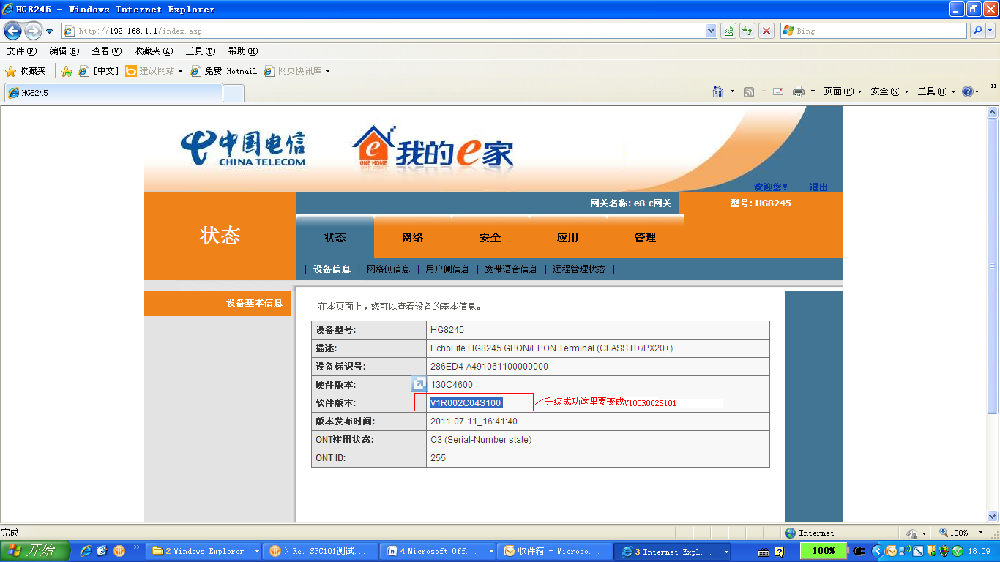 HG8245 - Windows Internet Explorer
http://192.168.1.1/index.asp
Bing
文件(F) 编辑(E) 查看(V) 收藏夹(A) 工具(T) 帮助(H)
收藏夹 [中文] 建议网站 免费 Hotmail 网页快讯库
HG8245
页面(P) 安全(S) 工具(O)
中国电信 CHINA TELECOM
ONE HOME 我的e家
欢迎您! 退出
网关名称: e8-c网关 型号: HG8245
状态
状态 网络 安全 应用 管理
设备信息 | 网络侧信息 | 用户侧信息 | 宽带语音信息 | 远程管理状态 |
设备基本信息
在本页面上，您可以查看设备的基本信息。
设备型号: HG8245
描述: EchoLife HG8245 GPON/EPON Terminal (CLASS B+/PX20+)
设备标识号: 286ED4-A491061100000000
硬件版本: 130C4600
软件版本: V1R002C04S100 升级成功这里要变成V100R002S101
版本发布时间: 2011-07-11_16:41:40
ONT注册状态: O3 (Serial-Number state)
ONT ID: 255
完成 Internet 100%
开始 2 Windows Explorer > Re: SPC101测试... 4 Microsoft Off... 收件箱 - Microso... 3 Internet Expl... 100% 18:09